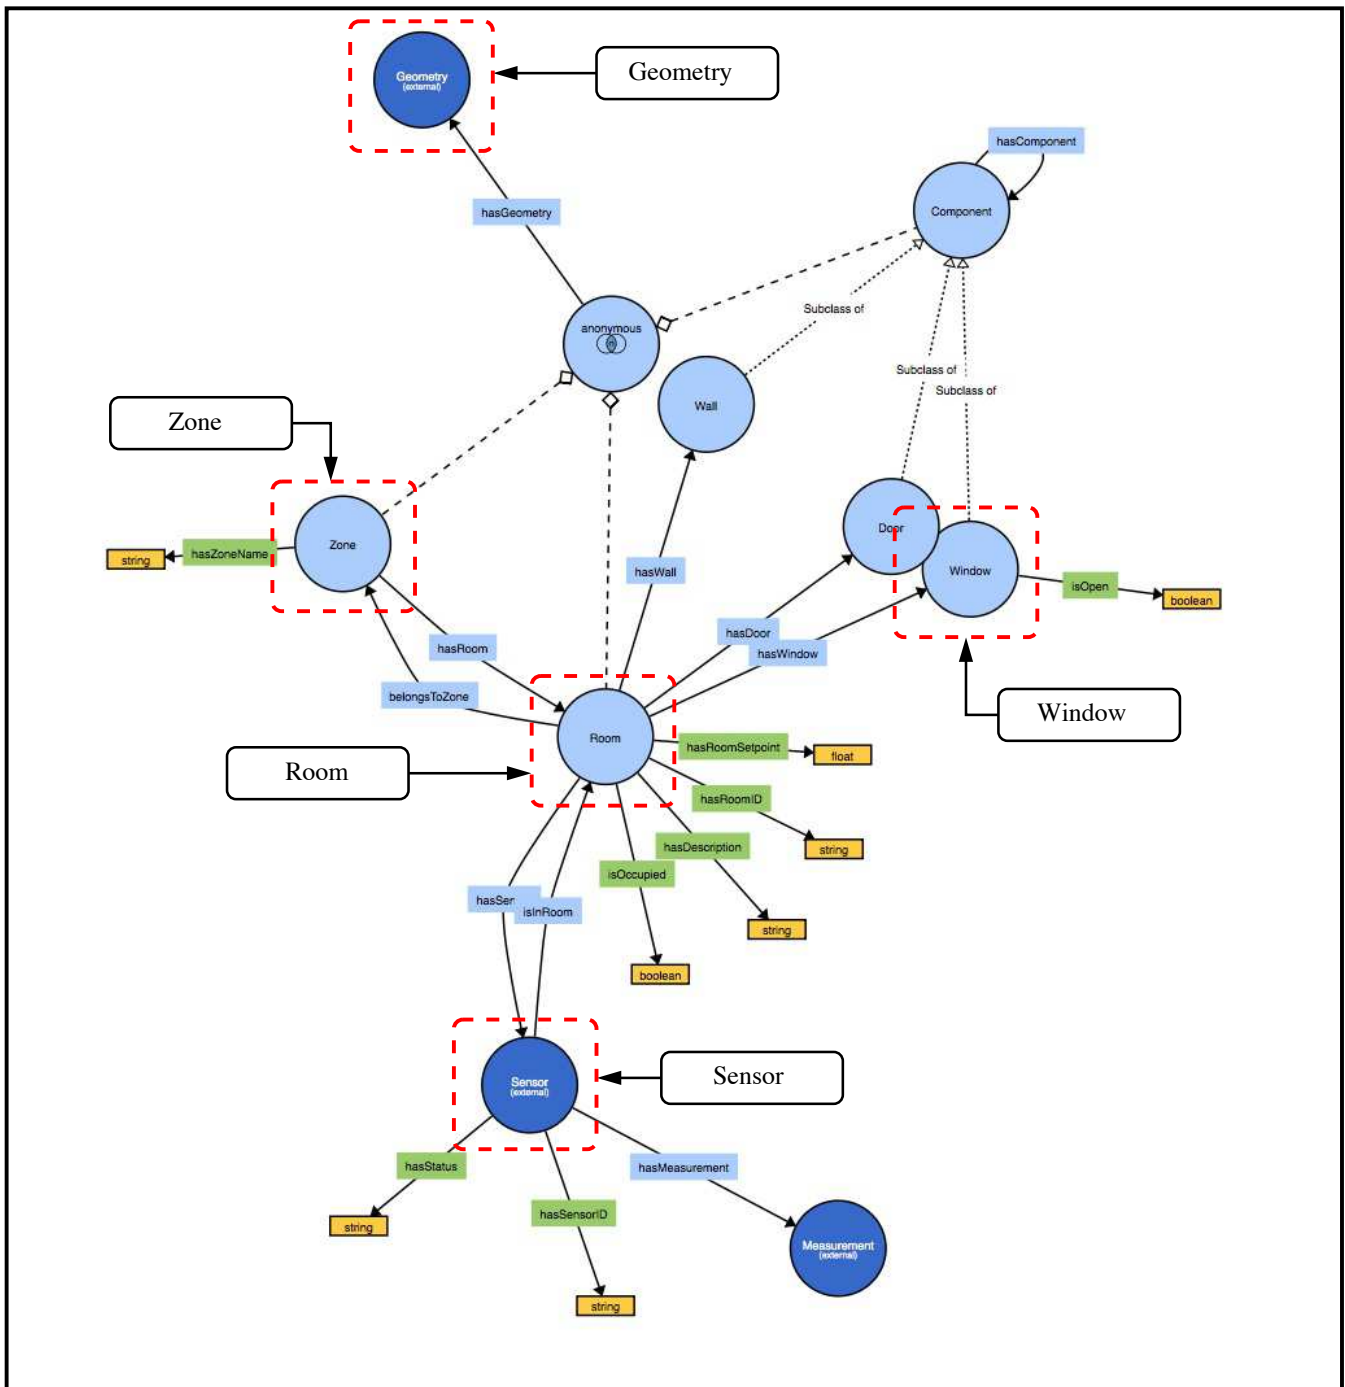 Geometry
(external)
Geometry
hasComponent
Component
hasGeometry
anonymous
Subclass of
Wall
Subclass of
Subclass of
Zone
Zone
hasZoneName
string
Door
Window
isOpen
boolean
hasWall
hasRoom
hasDoor
hasWindow
belongsToZone
Window
Room
Room
hasRoomSetpoint
float
hasRoomID
string
hasDescription
isOccupied
string
boolean
isInRoom
Sensor
(external)
Sensor
hasStatus
hasMeasurement
string
hasSensorID
Measurement
(external)
string